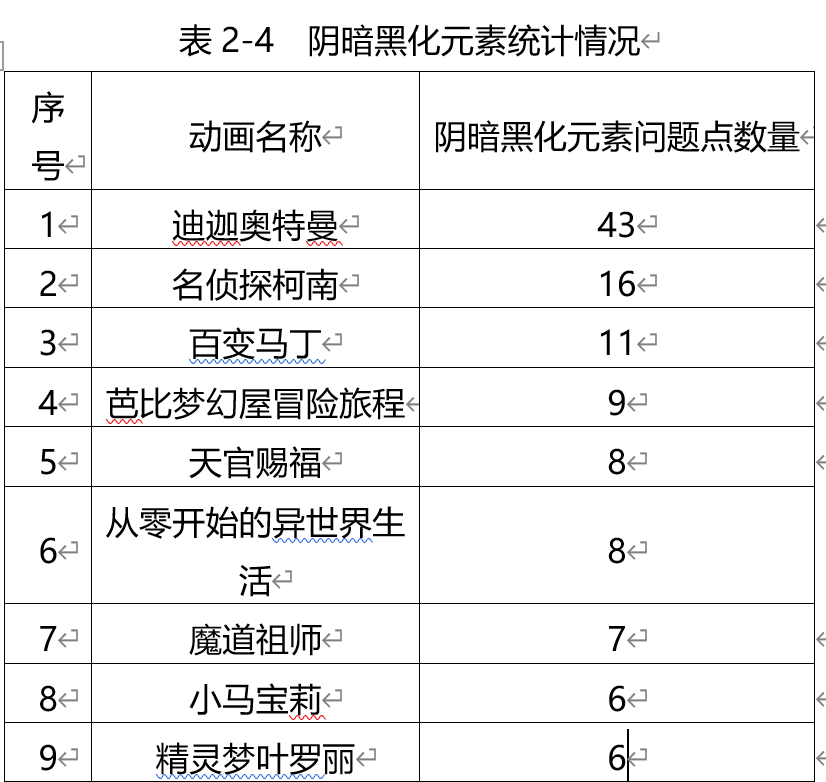 表 2-4 阴暗黑化元素统计情况
序
号
动画名称
阴暗黑化元素问题点数量
1 迪迦奥特曼 43
2 名侦探柯南 16
3 百变马丁 11
4 芭比梦幻屋冒险旅程 9
5 天官赐福 8
6 从零开始的异世界生
活 8
7 魔道祖师 7
8 小马宝莉 6
9 精灵梦叶罗丽 6